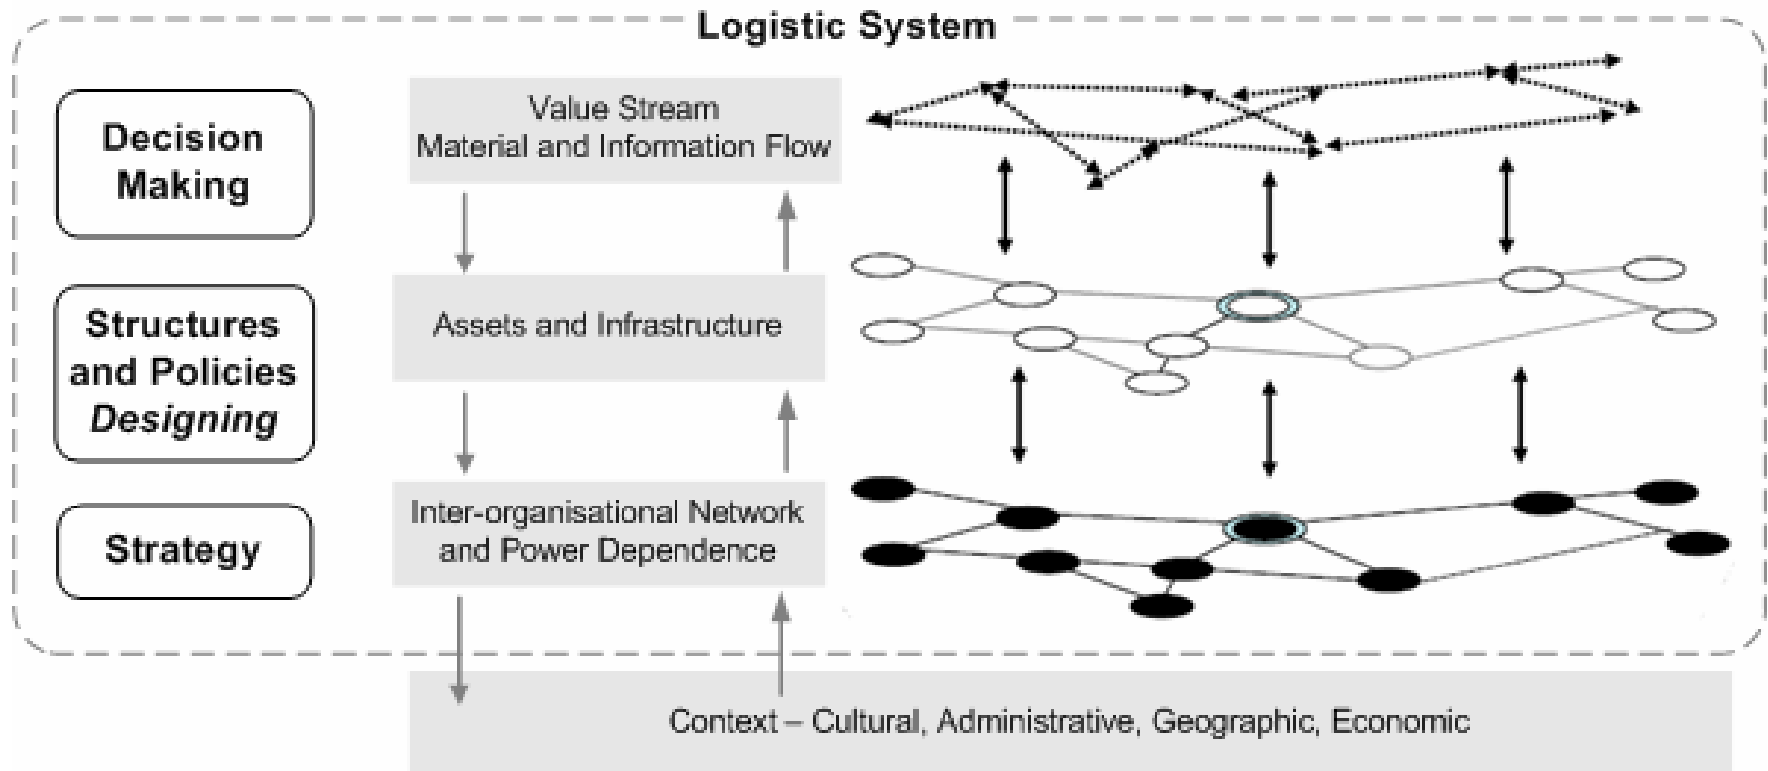 Logistic System
Decision
Making
Value Stream
Material and Information Flow
Structures
and Policies
Designing
Assets and Infrastructure
Strategy
Inter-organisational Network
and Power Dependence
Context – Cultural, Administrative, Geographic, Economic